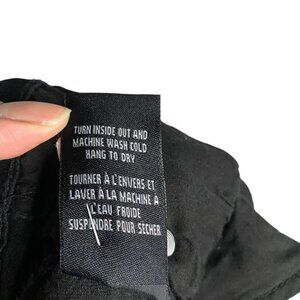 TURN INSIDE OUT AND
MACHINE WASH COLD
HANG TO DRY
TOURNER À L'ENVERS ET
LAVER À LA MACHINE À
L'EAU FROIDE
SUSPENDRE POUR SÉCHER